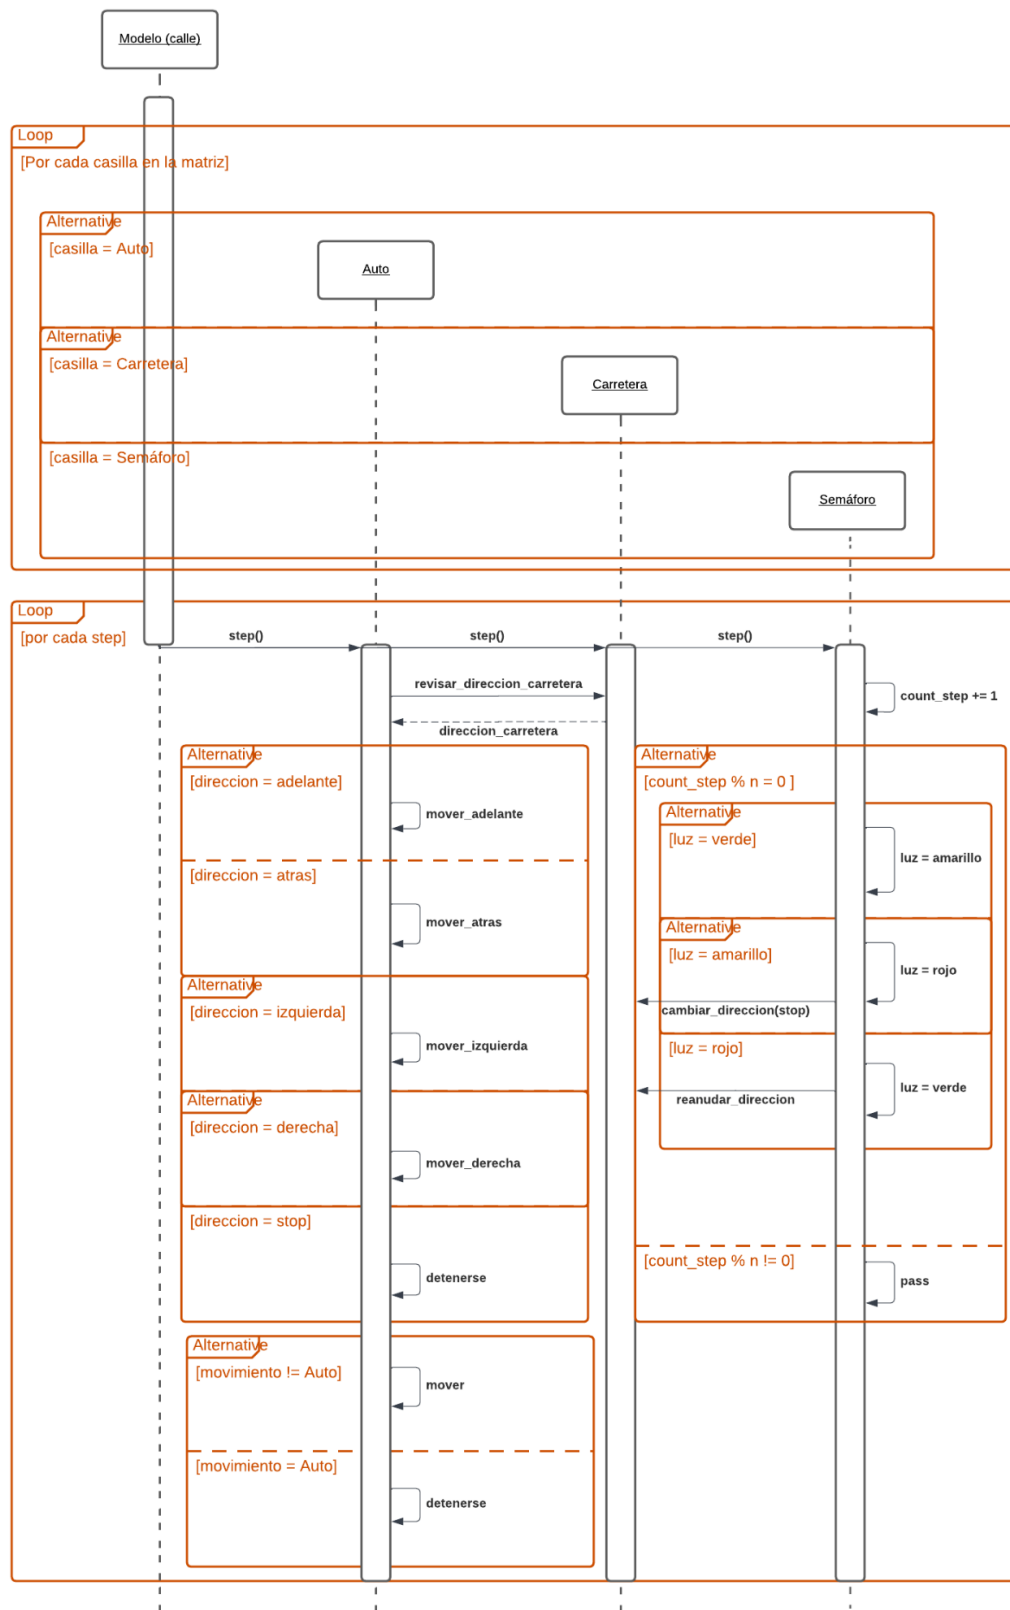 Modelo (calle)
Loop
[Por cada casilla en la matriz]
Alternative
[casilla = Auto]
Auto
Alternative
[casilla = Carretera]
Carretera
[casilla = Semáforo]
Semáforo
Loop
[por cada step]
step()
step()
step()
revisar_direccion_carretera
count_step += 1
direccion_carretera
Alternative
[direccion = adelante]
mover_adelante
[direccion = atras]
mover_atras
Alternative
[direccion = izquierda]
mover_izquierda
Alternative
[direccion = derecha]
mover_derecha
[direccion = stop]
detenerse
Alternative
[count_step % n = 0 ]
Alternative
[luz = verde]
luz = amarillo
Alternative
[luz = amarillo]
luz = rojo
cambiar_direccion(stop)
[luz = rojo]
luz = verde
reanudar_direccion
[count_step % n != 0]
pass
Alternative
[movimiento != Auto]
mover
[movimiento = Auto]
detenerse